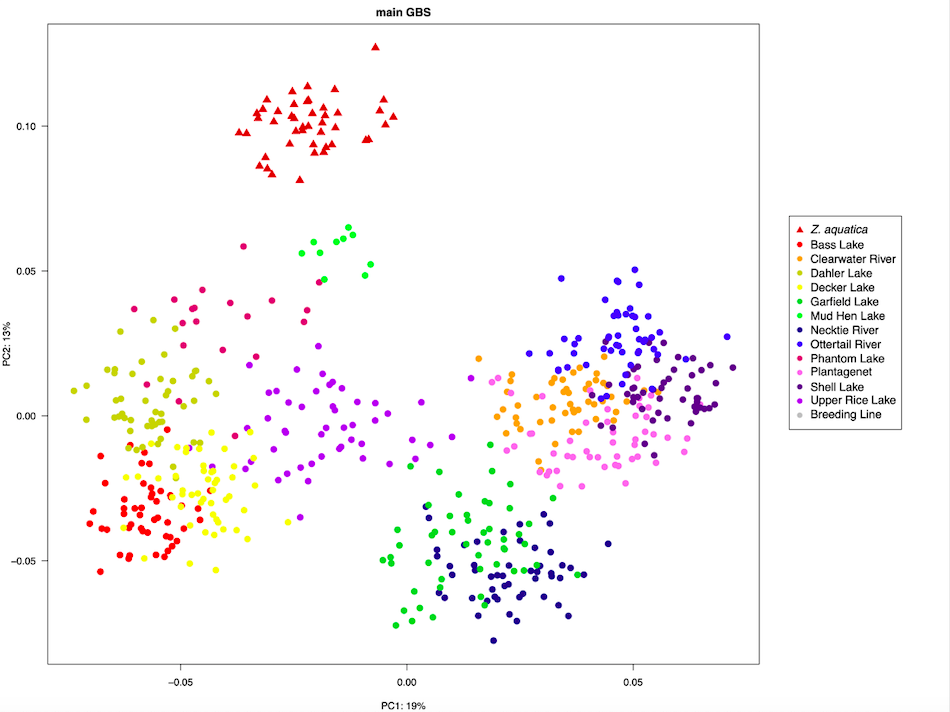 main GBS
PC2: 13%
0.10
0.05
0.00
−0.05
−0.05
0.00
0.05
PC1: 19%
Z. aquatica
Bass Lake
Clearwater River
Dahler Lake
Decker Lake
Garfield Lake
Mud Hen Lake
Necktie River
Ottertail River
Phantom Lake
Plantagenet
Shell Lake
Upper Rice Lake
Breeding Line